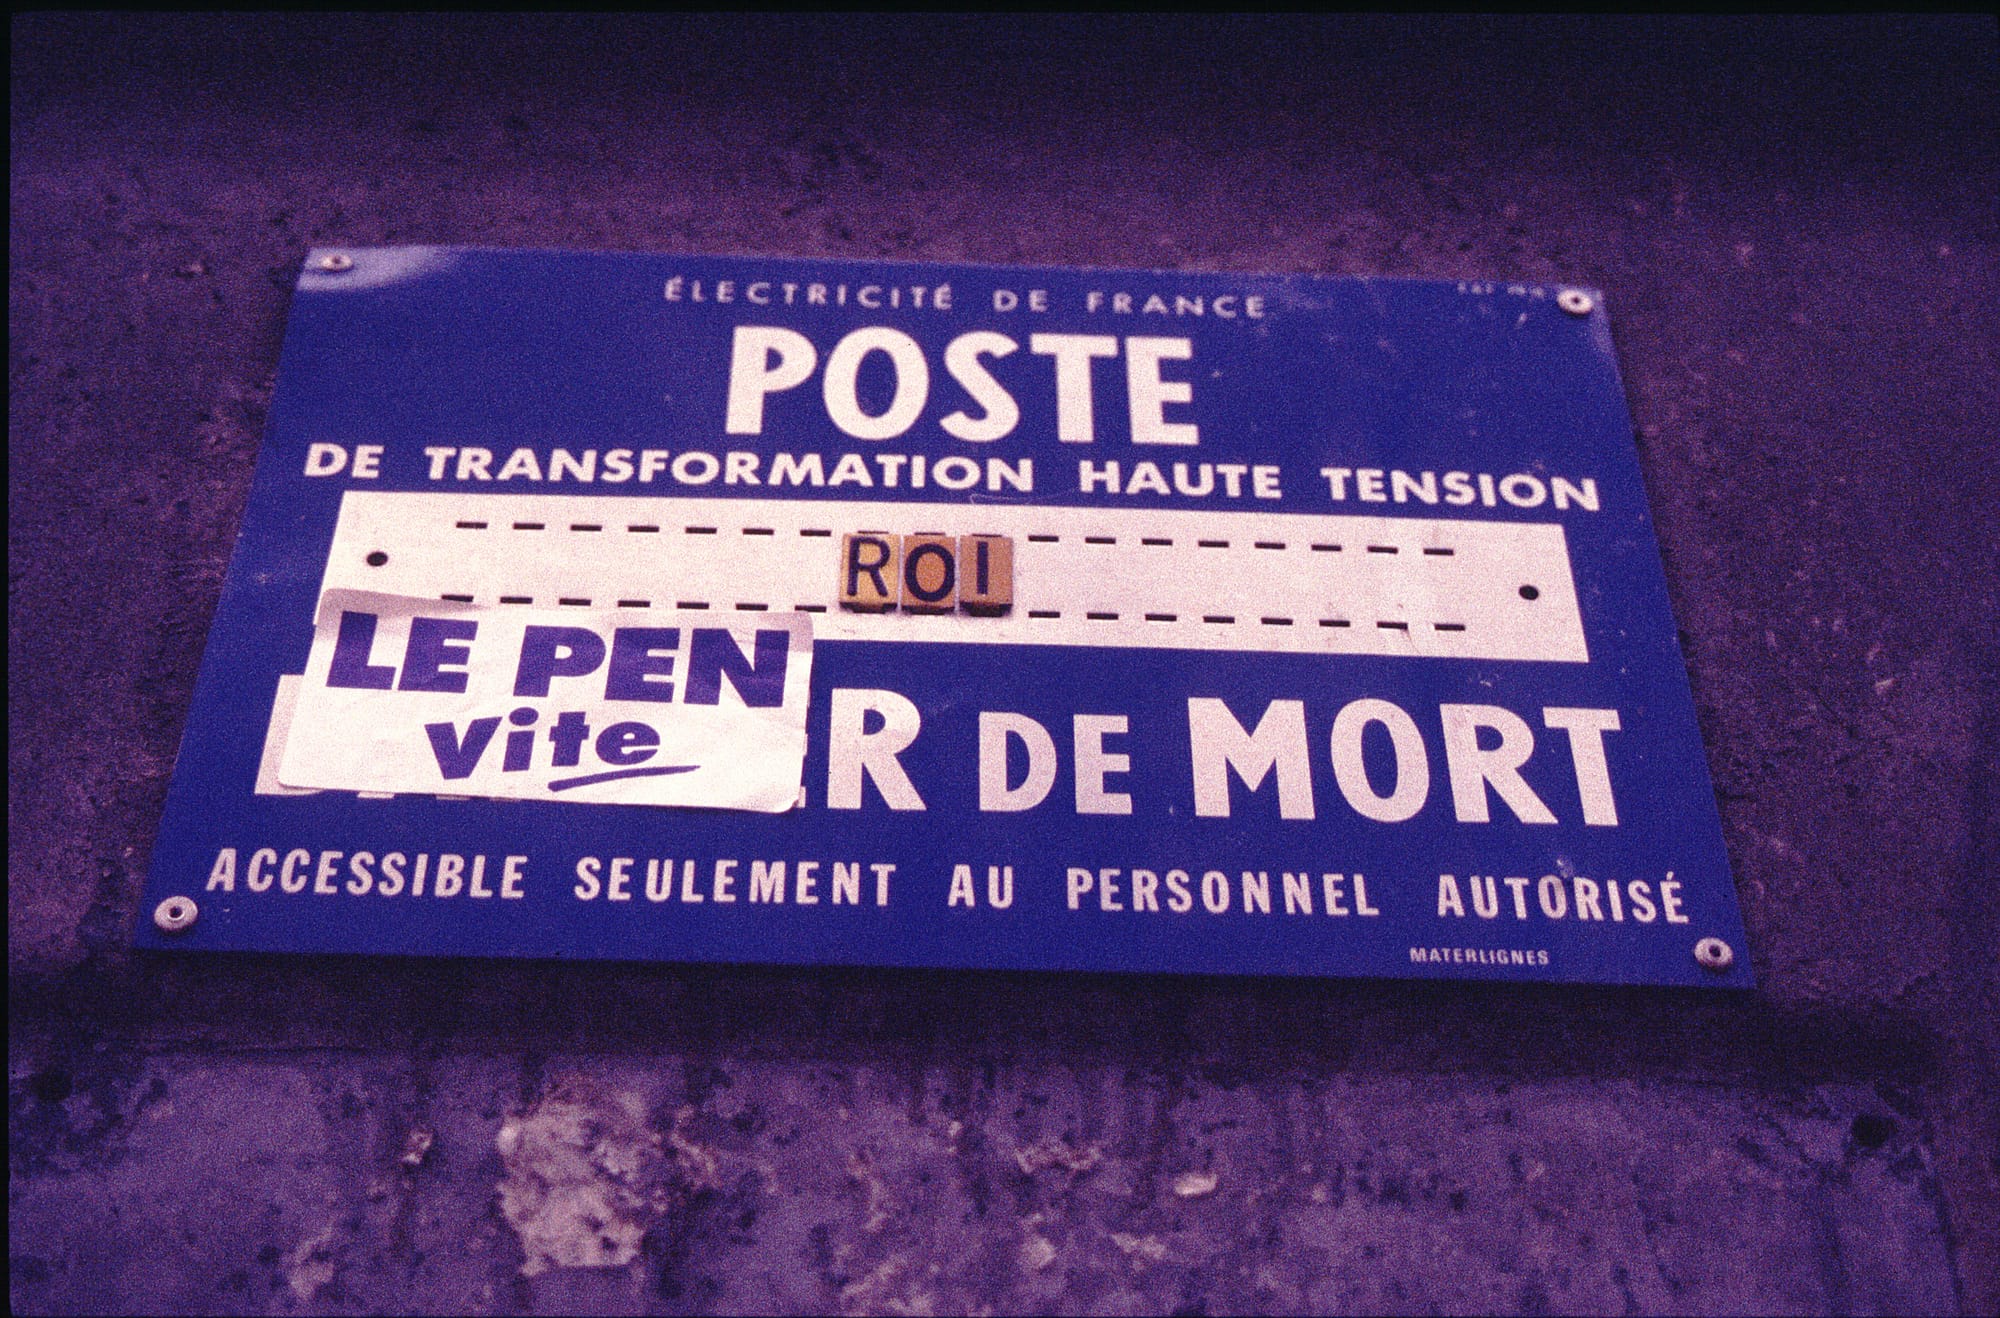 ÉLECTRICITÉ DE FRANCE
POSTE
DE TRANSFORMATION HAUTE TENSION
ROI
LE PEN
vite
R DE MORT
ACCESSIBLE SEULEMENT AU PERSONNEL AUTORISÉ
MATERLIGNES